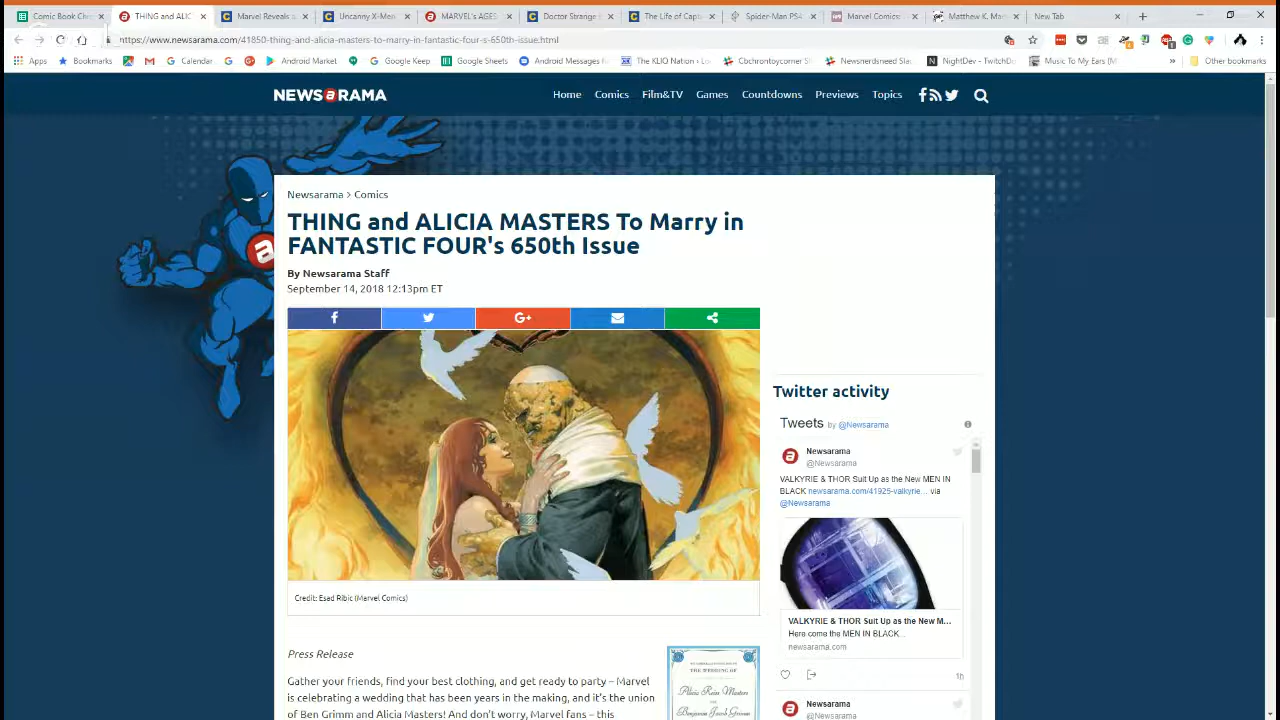 Comic Book Chr
THING and ALIC
Marvel Reveals
Uncanny X-Men
MARVEL's AGES
Doctor Strange
The Life of Capt
Spider-Man PS4
Marvel Comics:
Matthew K. Man
New Tab
https://www.newsarama.com/41850-thing-and-alicia-masters-to-marry-in-fantastic-four-s-650th-issue.html
Apps
Bookmarks
Calendar
Android Market
Google Keep
Google Sheets
Android Messages fo
The KLIQ Nation
Cbchrontoycorner
Newsnerdsneed Slac
NightDev - TwitchDa
Music To My Ears (M
Other bookmarks
NEWSaRAMA
Home Comics Film&TV Games Countdowns Previews Topics
Newsarama > Comics
THING and ALICIA MASTERS To Marry in
FANTASTIC FOUR's 650th Issue
By Newsarama Staff
September 14, 2018 12:13pm ET
Credit: Esad Ribic (Marvel Comics)
Press Release
Gather your friends, find your best clothing, and get ready to party – Marvel
is celebrating a wedding that has been years in the making, and it's the union
of Ben Grimm and Alicia Masters! And don't worry, Marvel fans – this
THE WEDDING OF
Alicia Reiss Masters
Benjamin Jacob Grimm
Twitter activity
Tweets by @Newsarama
Newsarama
@Newsarama
VALKYRIE & THOR Suit Up as the New MEN IN
BLACK newsarama.com/41925-valkyrie... via
@Newsarama
VALKYRIE & THOR Suit Up as the New M...
Here come the MEN IN BLACK...
newsarama.com
1h
Newsarama
@Newsarama